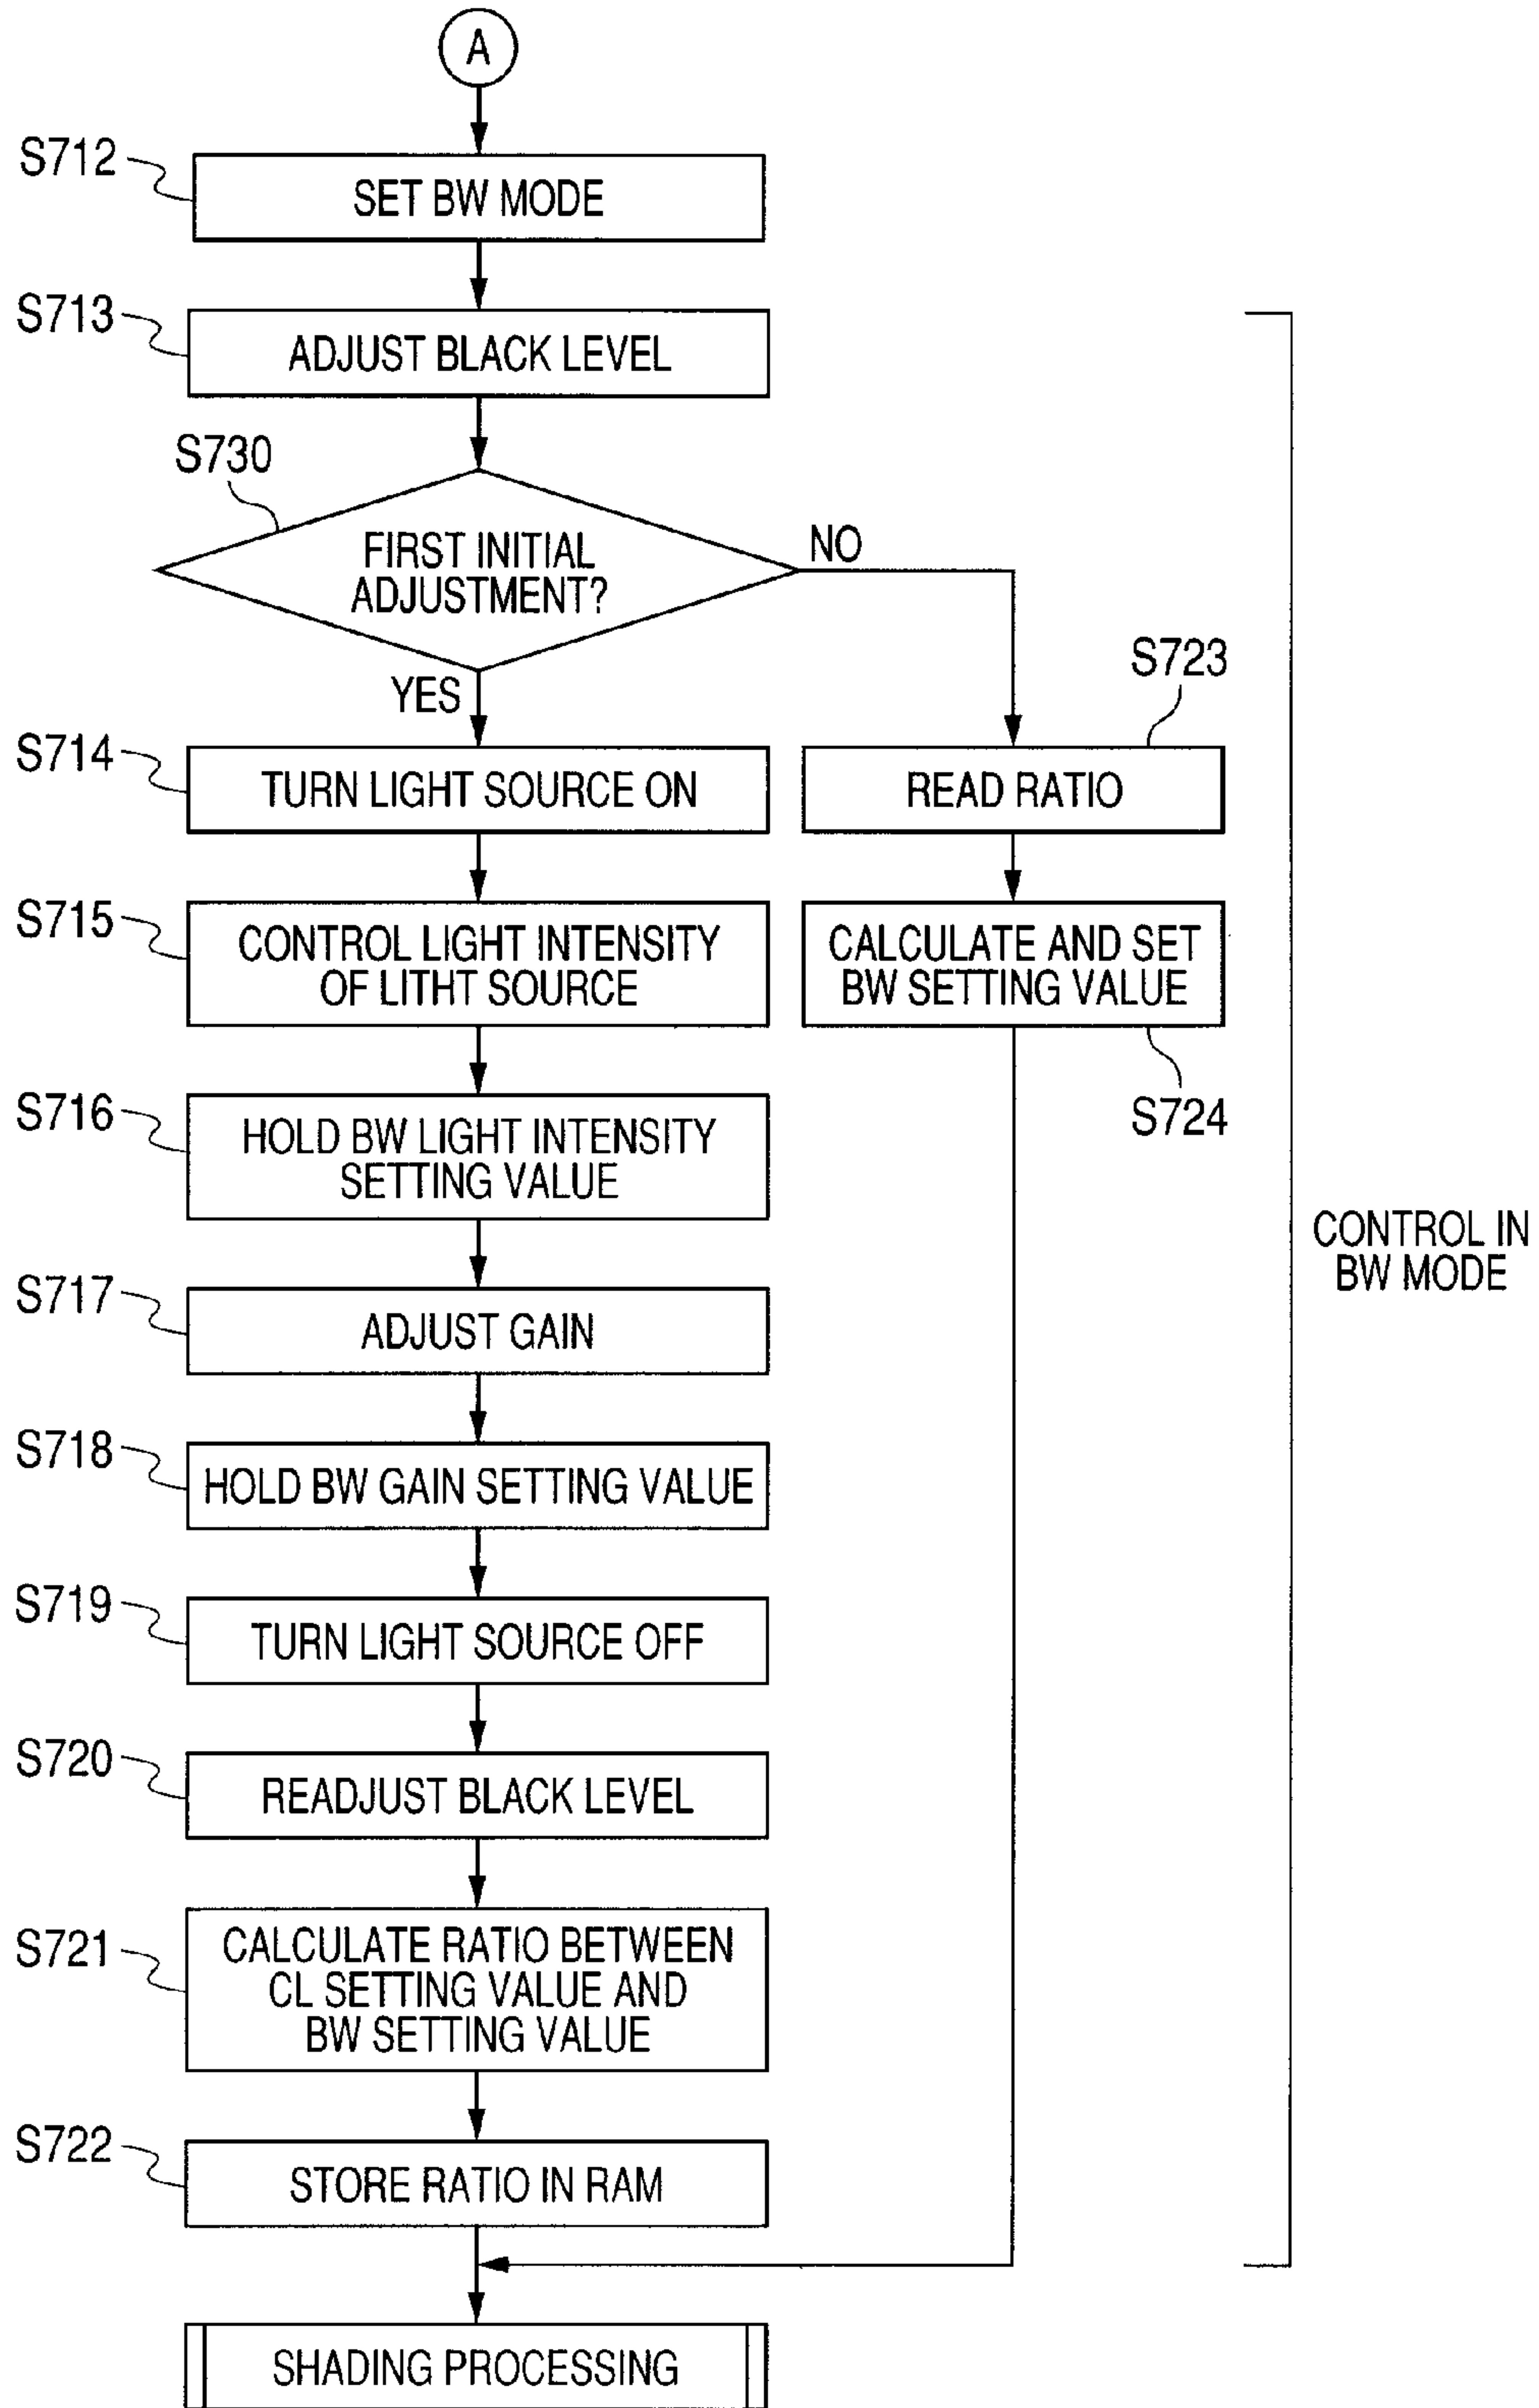 A
S712
SET BW MODE
S713
ADJUST BLACK LEVEL
S730
FIRST INITIAL
ADJUSTMENT?
NO
YES
S723
S714
TURN LIGHT SOURCE ON
READ RATIO
S715
CONTROL LIGHT INTENSITY
OF LITHT SOURCE
CALCULATE AND SET
BW SETTING VALUE
S724
S716
HOLD BW LIGHT INTENSITY
SETTING VALUE
CONTROL IN
BW MODE
S717
ADJUST GAIN
S718
HOLD BW GAIN SETTING VALUE
S719
TURN LIGHT SOURCE OFF
S720
READJUST BLACK LEVEL
S721
CALCULATE RATIO BETWEEN
CL SETTING VALUE AND
BW SETTING VALUE
S722
STORE RATIO IN RAM
SHADING PROCESSING